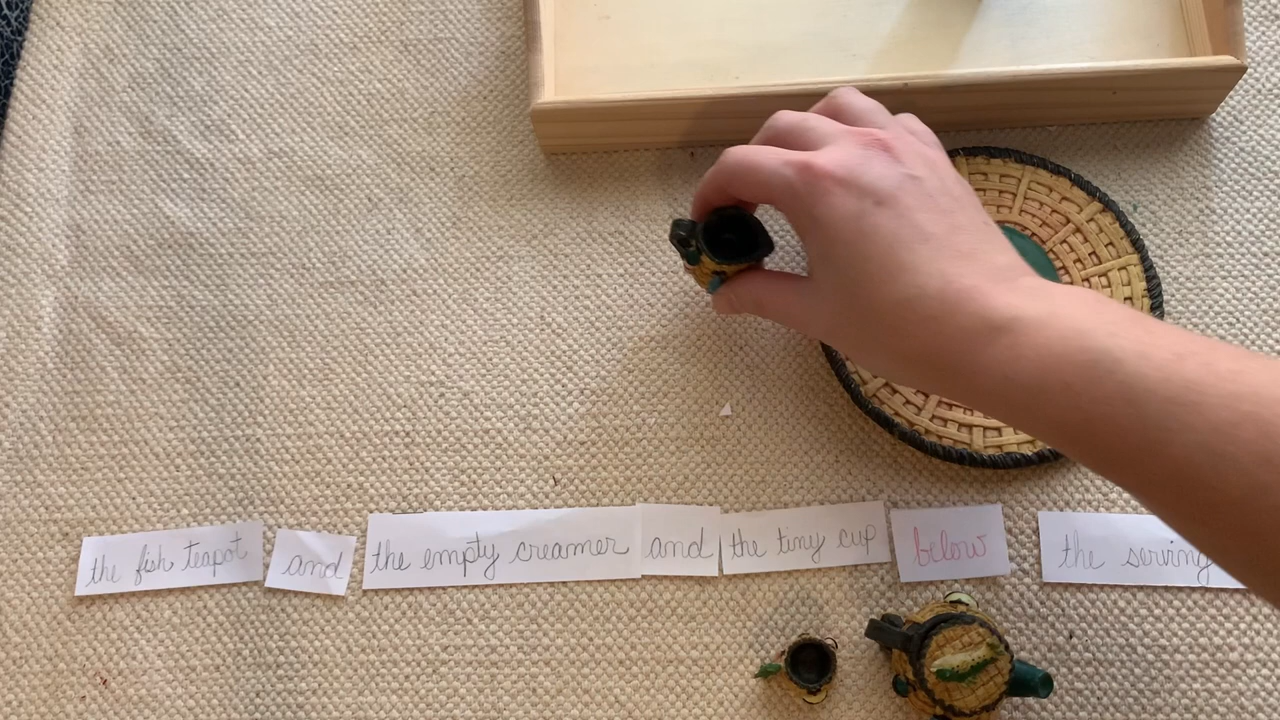 the fish teapot and the empty creamer and the tiny cup below the serving